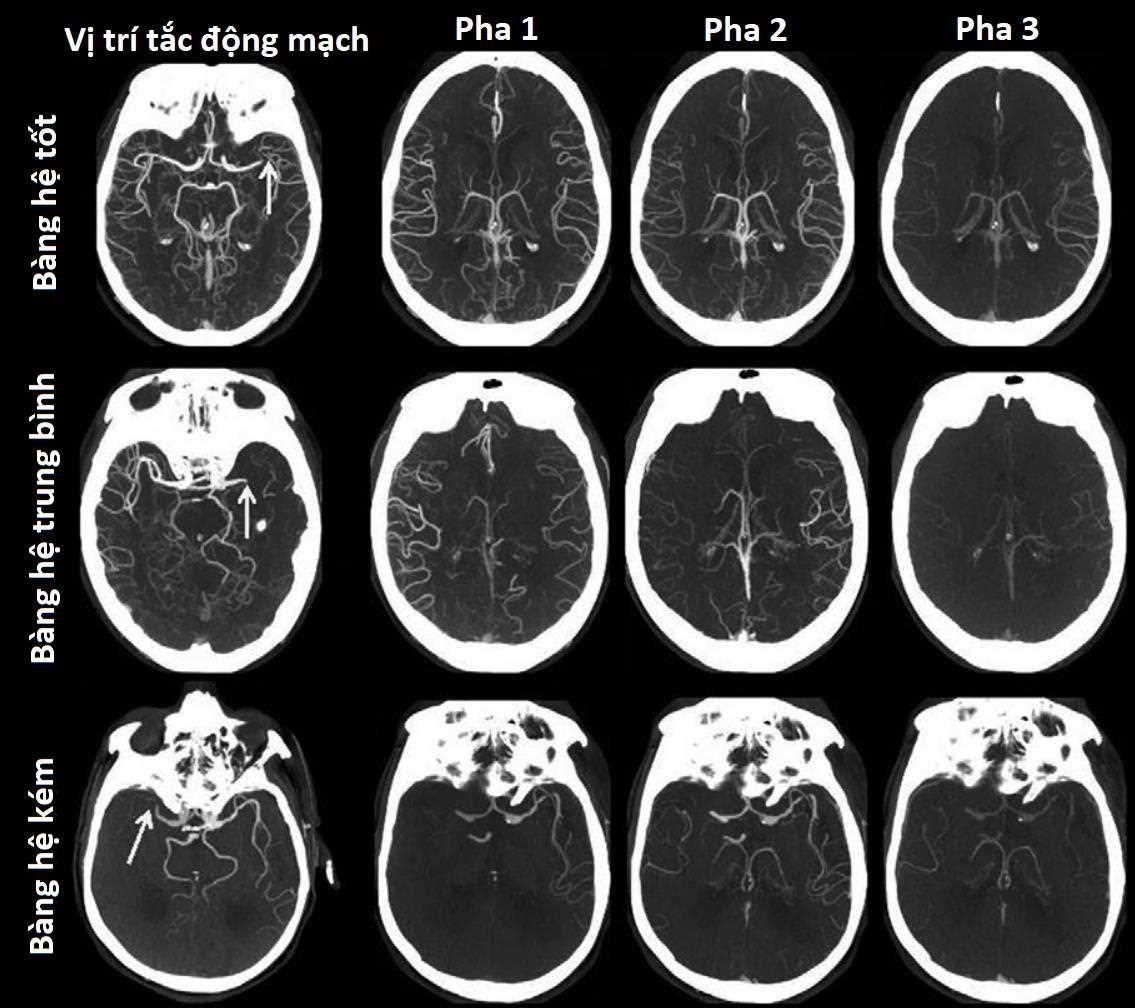 Vị trí tắc động mạch
Pha 1
Pha 2
Pha 3
Bàng hệ tốt
Bàng hệ trung bình
Bàng hệ kém